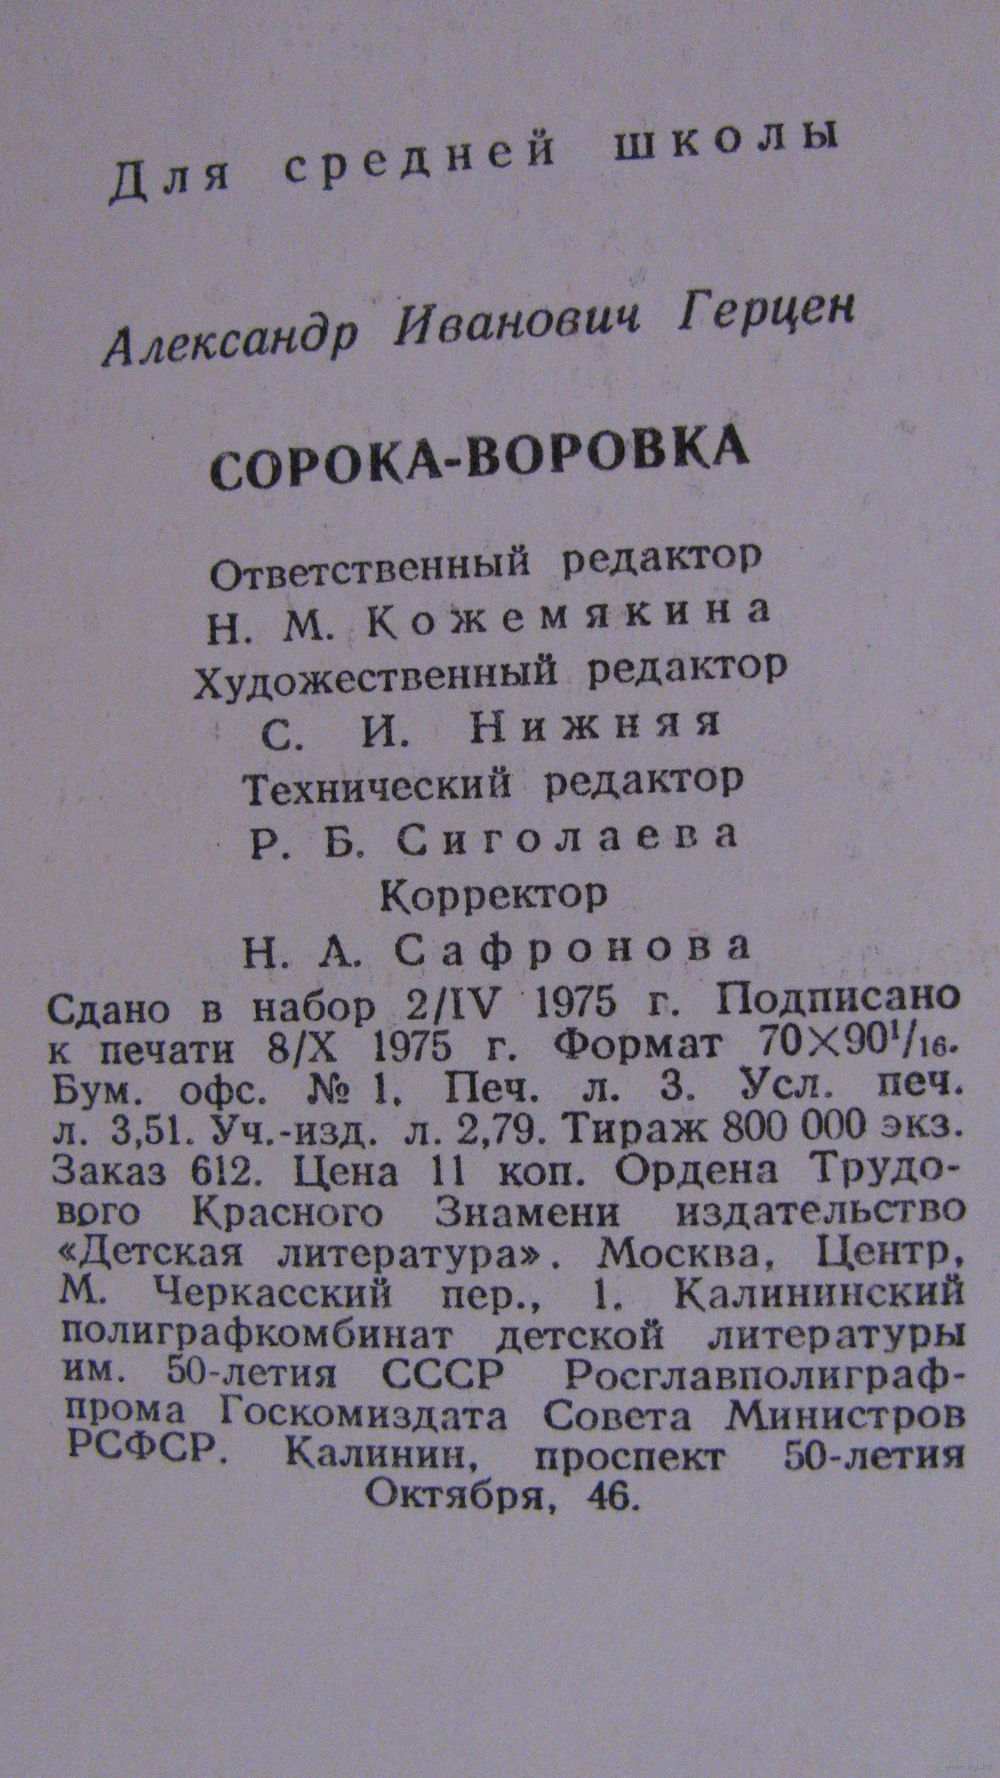 Для средней школы
Александр Иванович Герцен
СОРОКА-ВОРОВКА
Ответственный редактор
Н. М. Кожемякина
Художественный редактор
С. И. Нижняя
Технический редактор
Р. Б. Сиголаева
Корректор
Н. А. Сафронова
Сдано в набор 2/IV 1975 г. Подписано
к печати 8/X 1975 г. Формат 70×90¹/₁₆.
Бум. офс. № 1. Печ. л. 3. Усл. печ.
л. 3,51. Уч.-изд. л. 2,79. Тираж 800 000 экз.
Заказ 612. Цена 11 коп. Ордена Трудо-
вого Красного Знамени издательство
«Детская литература». Москва, Центр,
М. Черкасский пер., 1. Калининский
полиграфкомбинат детской литературы
им. 50-летия СССР Росглавполиграф-
прома Госкомиздата Совета Министров
РСФСР. Калинин, проспект 50-летия
Октября, 46.